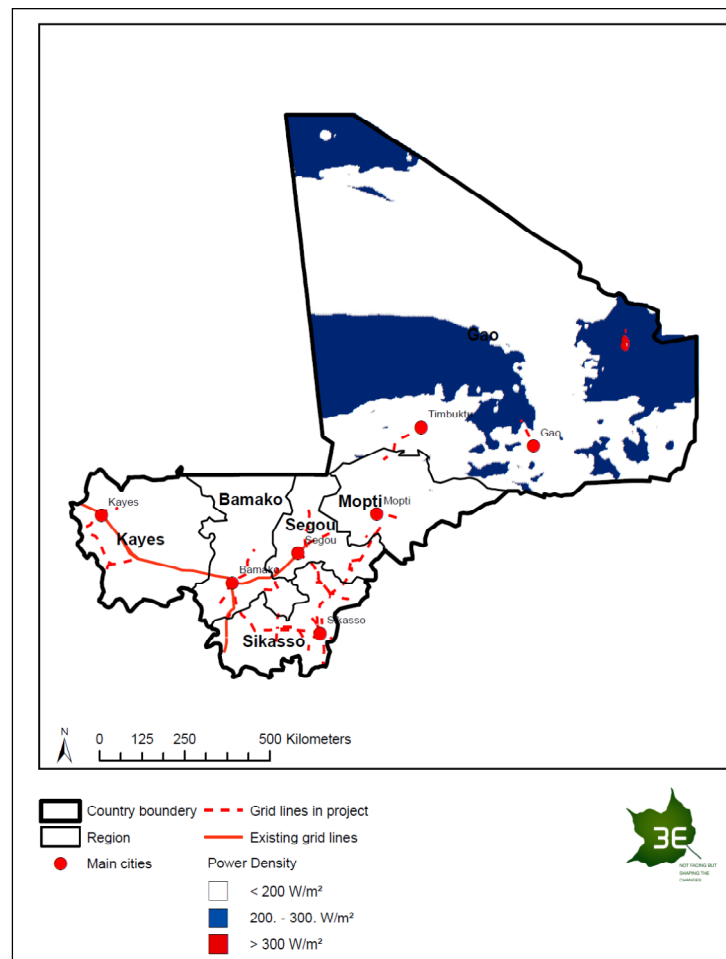 Gao
Timbuktu
Gao
Kayes
Bamako
Mopti
Mopti
Segou
Segou
Kayes
Bamako
Sikasso
Sikasso
N
0 125 250 500 Kilometers
Country boundery
Grid lines in project
Region
Existing grid lines
Main cities
Power Density
< 200 W/m²
200. - 300. W/m²
> 300 W/m²
3E
NOT FACING BUT
SHAPING THE